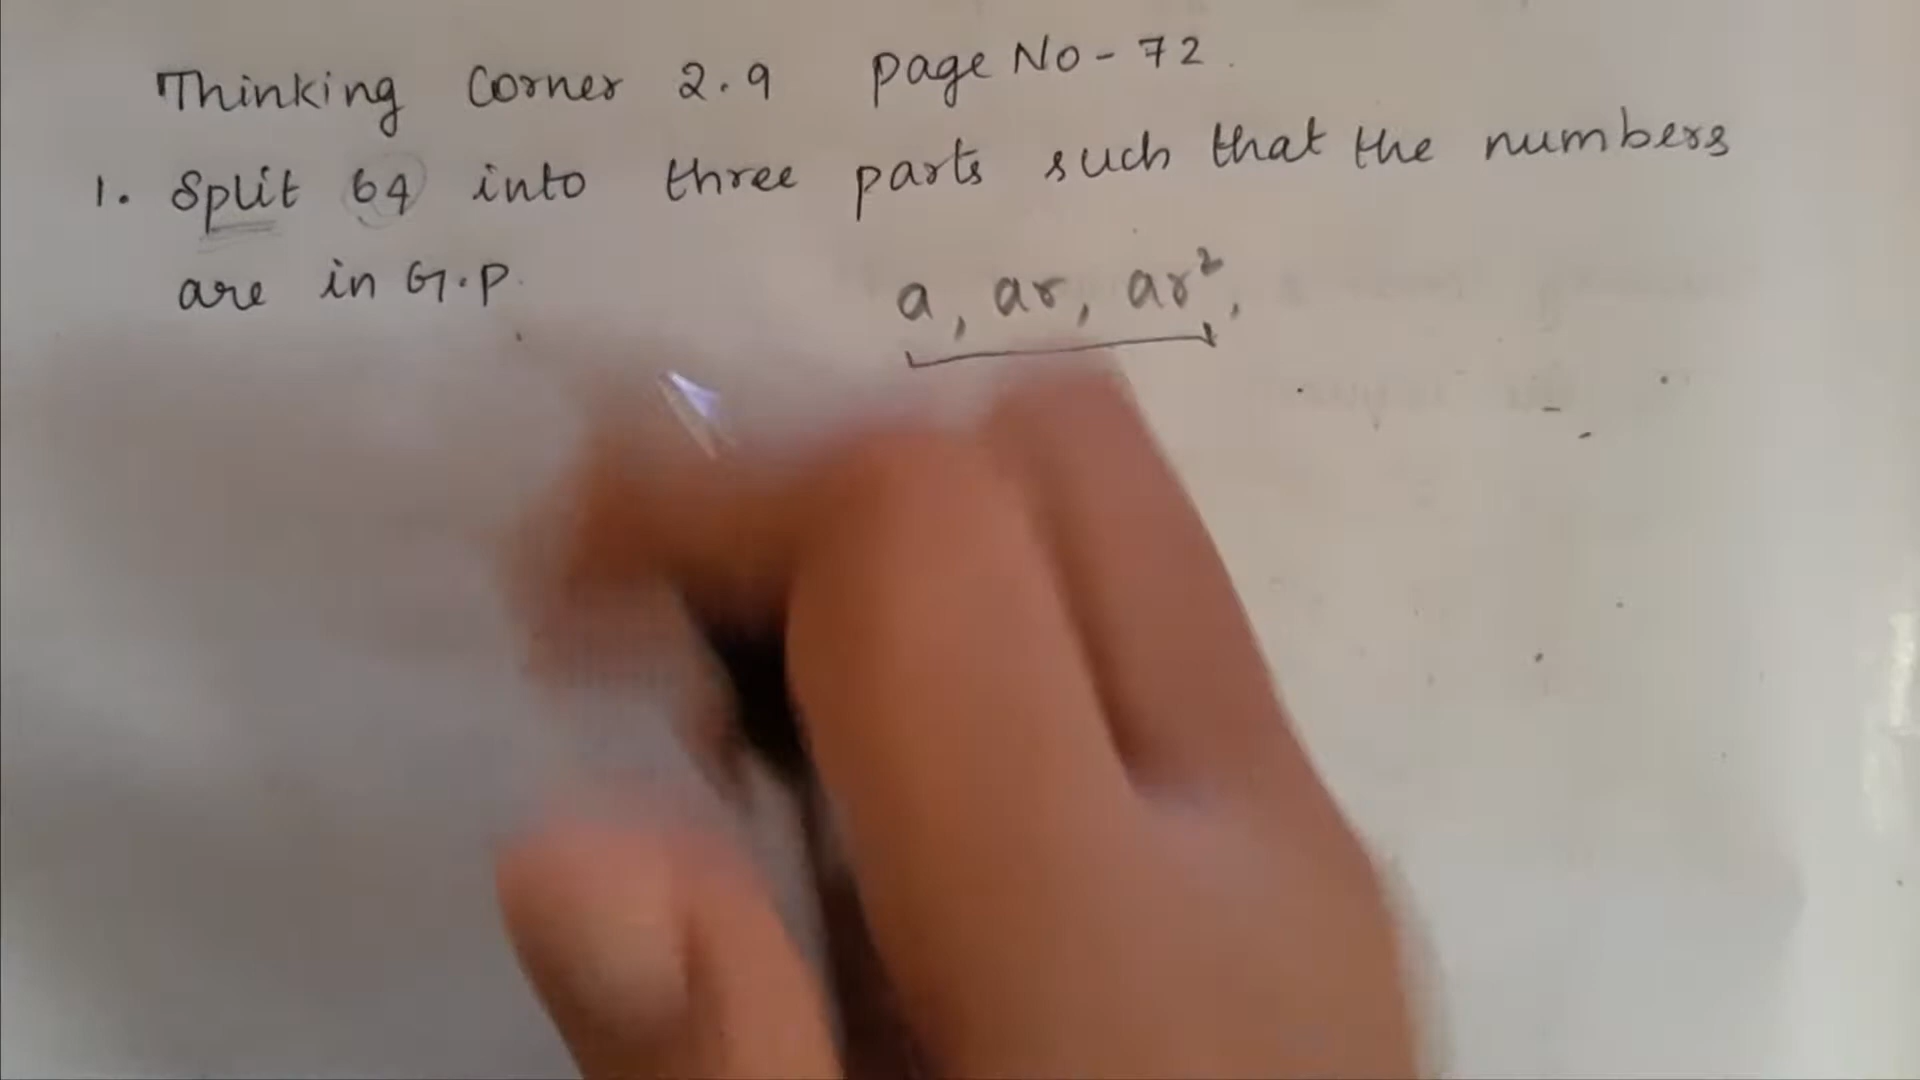 Thinking Corner 2.9 page No - 72.
1. Split 64 into three parts such that the numbers
are in G.P.
a, ar, ar²,